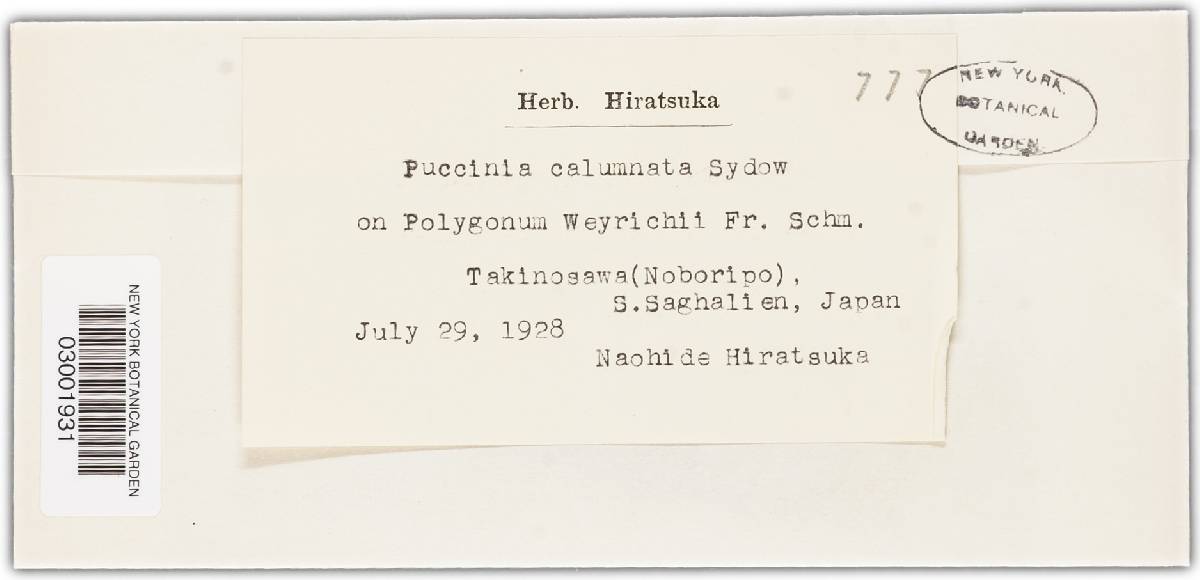 Herb. Hiratsuka
777
NEW YORK
BOTANICAL
GARDEN
Puccinia calumnata Sydow
on Polygonum Weyrichii Fr. Schm.
Takinosawa(Noboripo),
S.Saghalien, Japan
July 29, 1928
Naohide Hiratsuka
NEW YORK BOTANICAL GARDEN
03001931